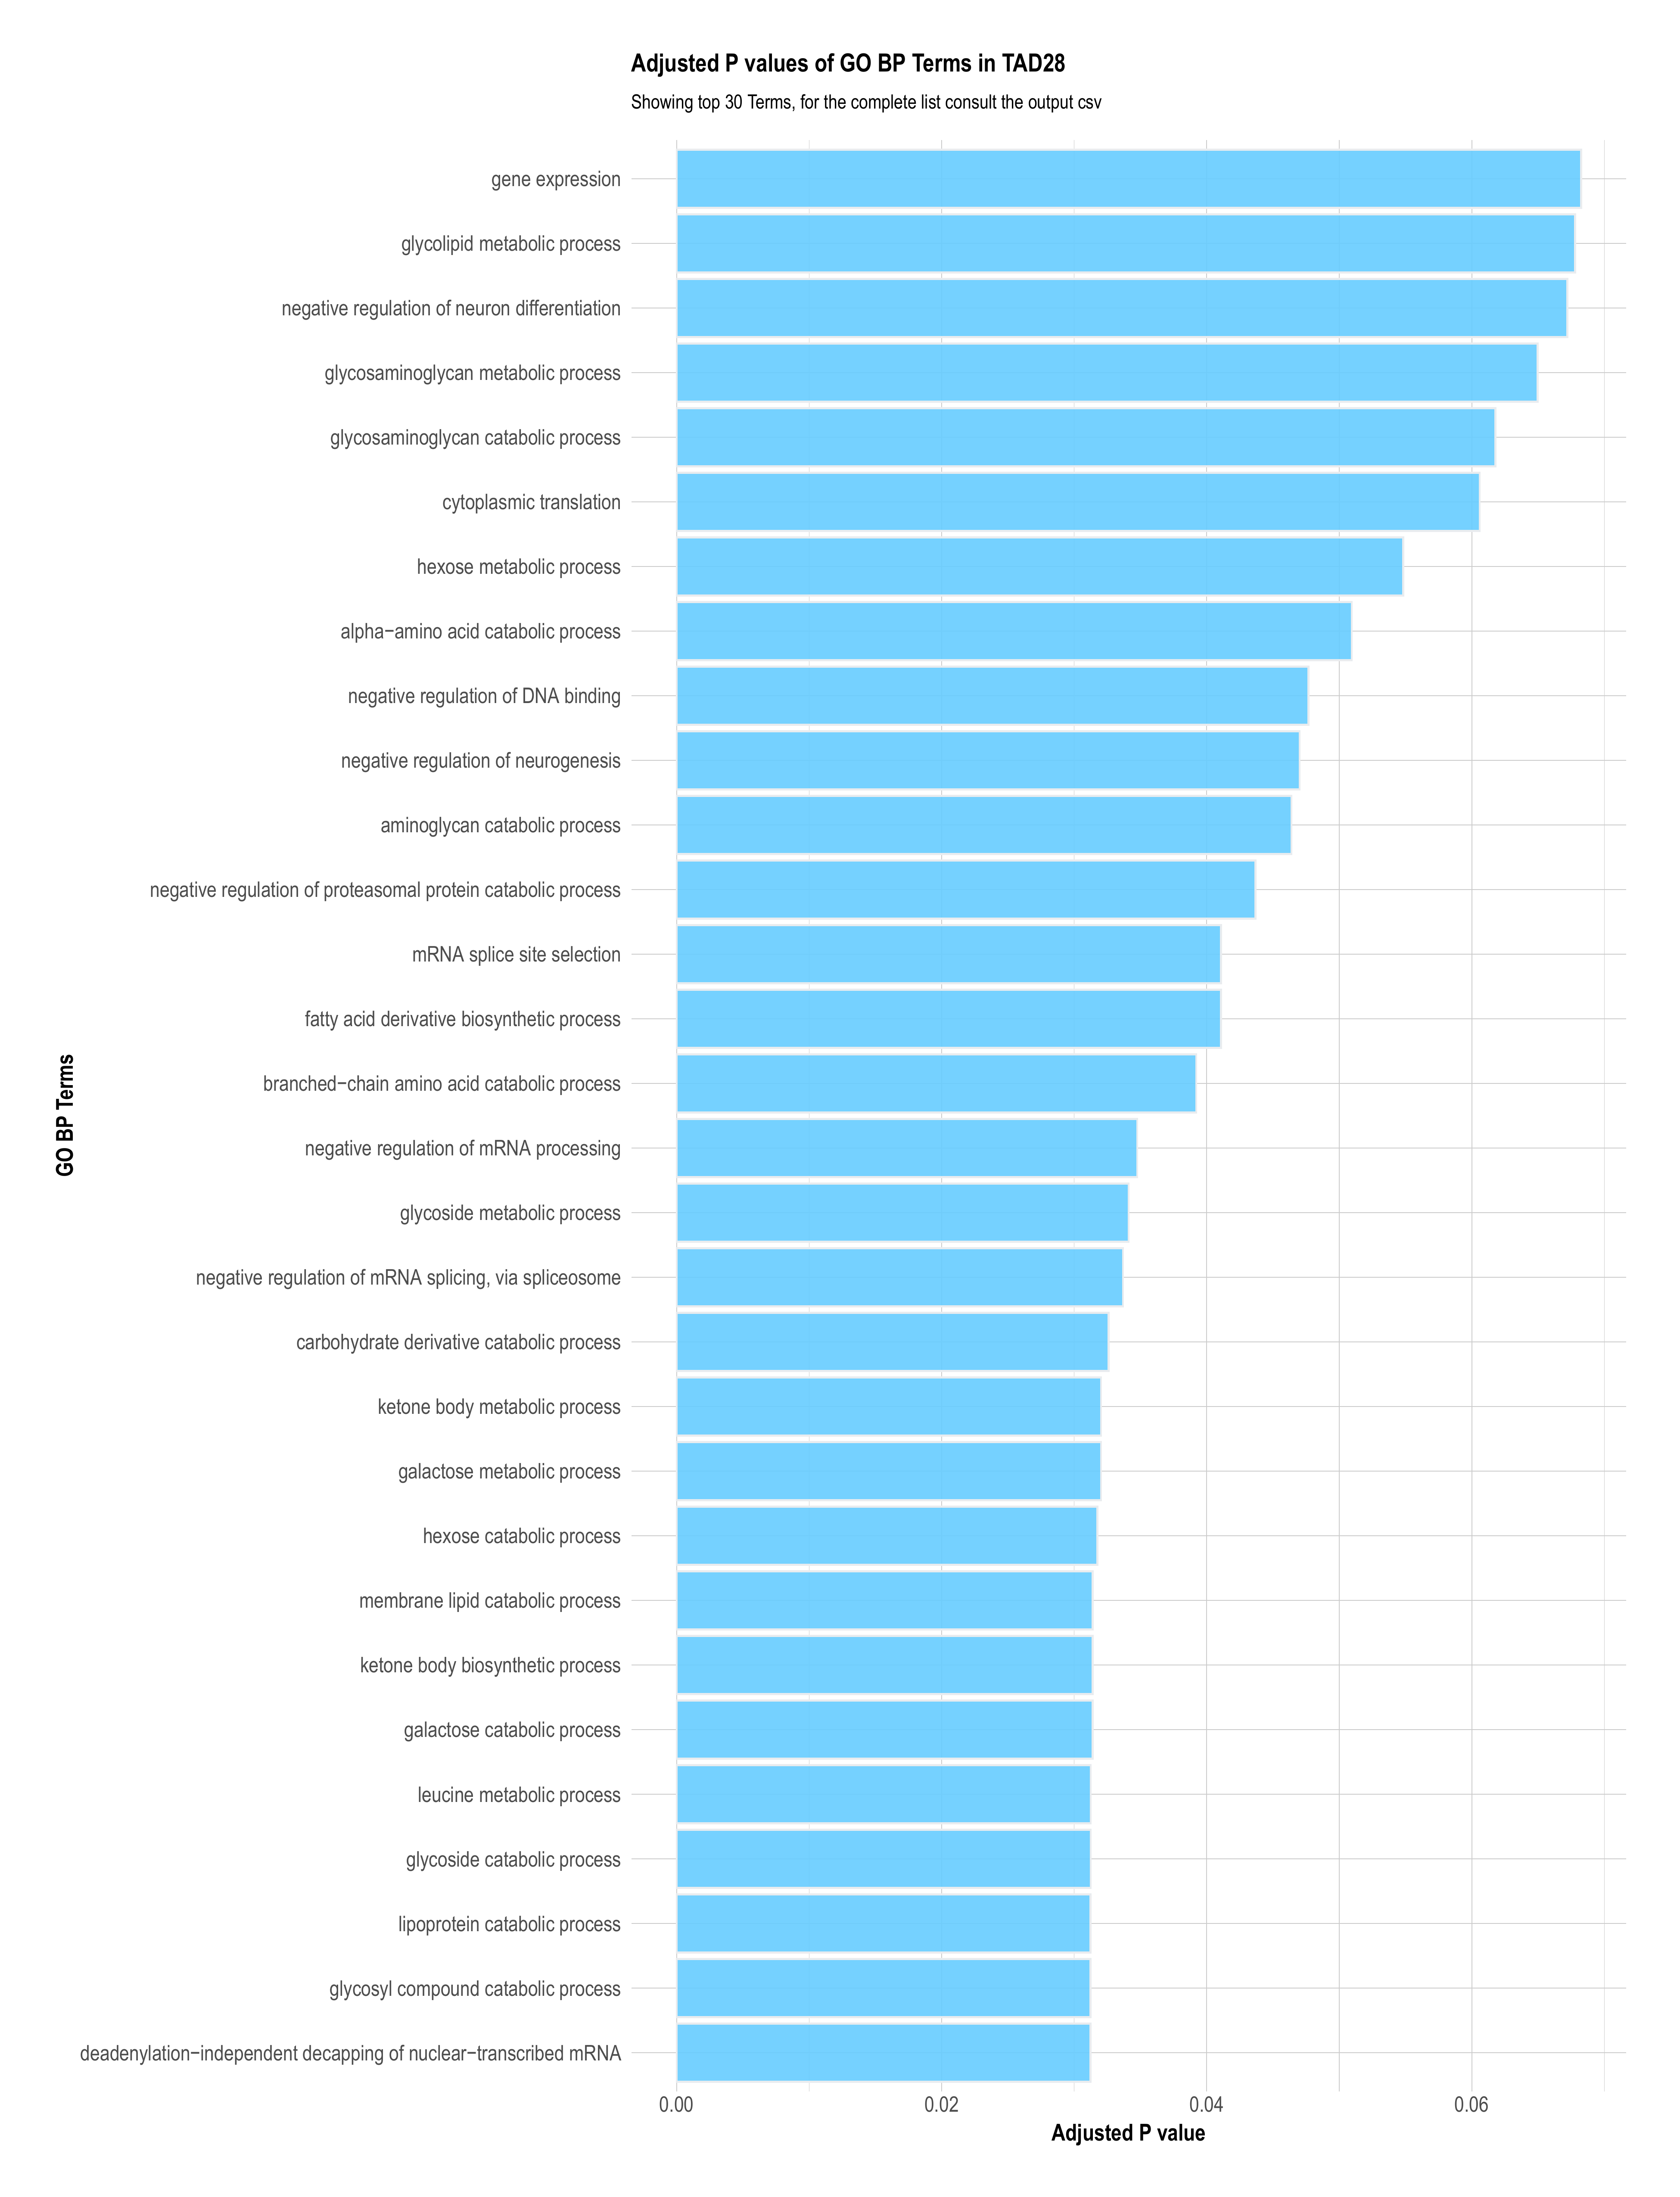 Adjusted P values of GO BP Terms in TAD28
Showing top 30 Terms, for the complete list consult the output csv
gene expression
glycolipid metabolic process
negative regulation of neuron differentiation
glycosaminoglycan metabolic process
glycosaminoglycan catabolic process
cytoplasmic translation
hexose metabolic process
alpha−amino acid catabolic process
negative regulation of DNA binding
negative regulation of neurogenesis
aminoglycan catabolic process
negative regulation of proteasomal protein catabolic process
mRNA splice site selection
fatty acid derivative biosynthetic process
branched−chain amino acid catabolic process
negative regulation of mRNA processing
glycoside metabolic process
negative regulation of mRNA splicing, via spliceosome
carbohydrate derivative catabolic process
ketone body metabolic process
galactose metabolic process
hexose catabolic process
membrane lipid catabolic process
ketone body biosynthetic process
galactose catabolic process
leucine metabolic process
glycoside catabolic process
lipoprotein catabolic process
glycosyl compound catabolic process
deadenylation−independent decapping of nuclear−transcribed mRNA
GO BP Terms
0.00 0.02 0.04 0.06
Adjusted P value